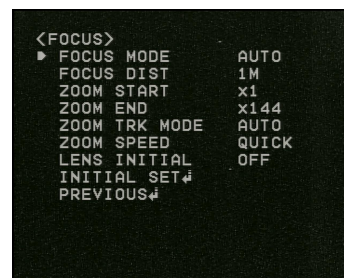 <FOCUS>
FOCUS MODE AUTO
FOCUS DIST 1M
ZOOM START x1
ZOOM END x144
ZOOM TRK MODE AUTO
ZOOM SPEED QUICK
LENS INITIAL OFF
INITIAL SET↲
PREVIOUS↲